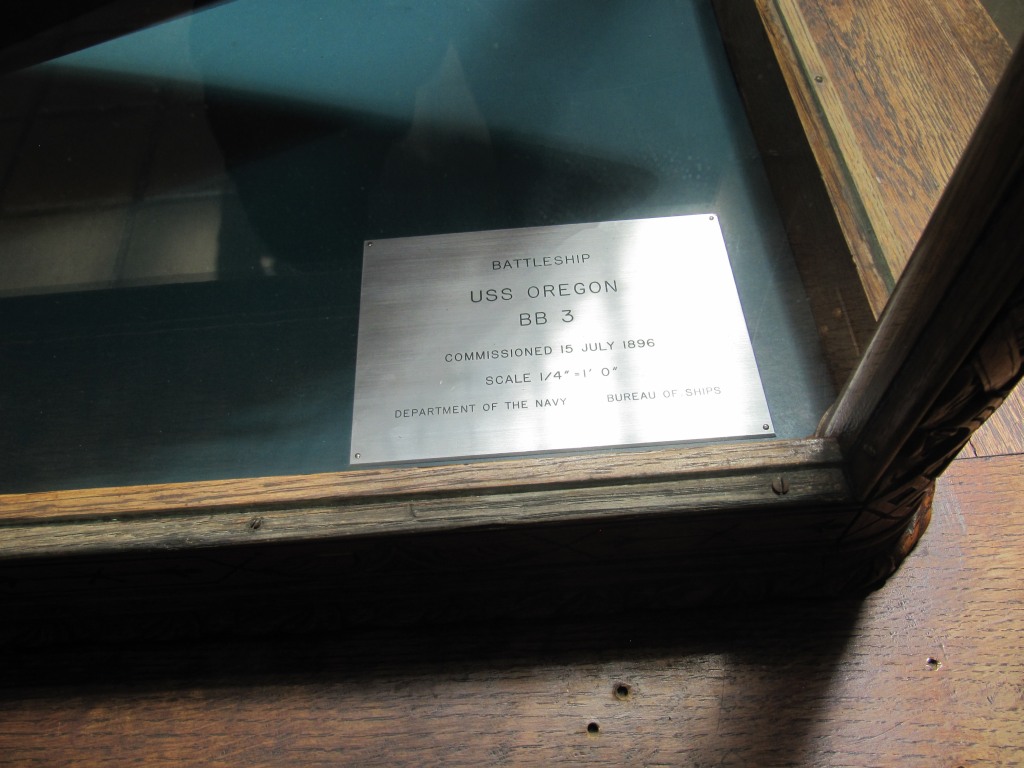 BATTLESHIP
USS OREGON
BB 3
COMMISSIONED 15 JULY 1896
SCALE 1/4" = 1' 0"
DEPARTMENT OF THE NAVY BUREAU OF SHIPS